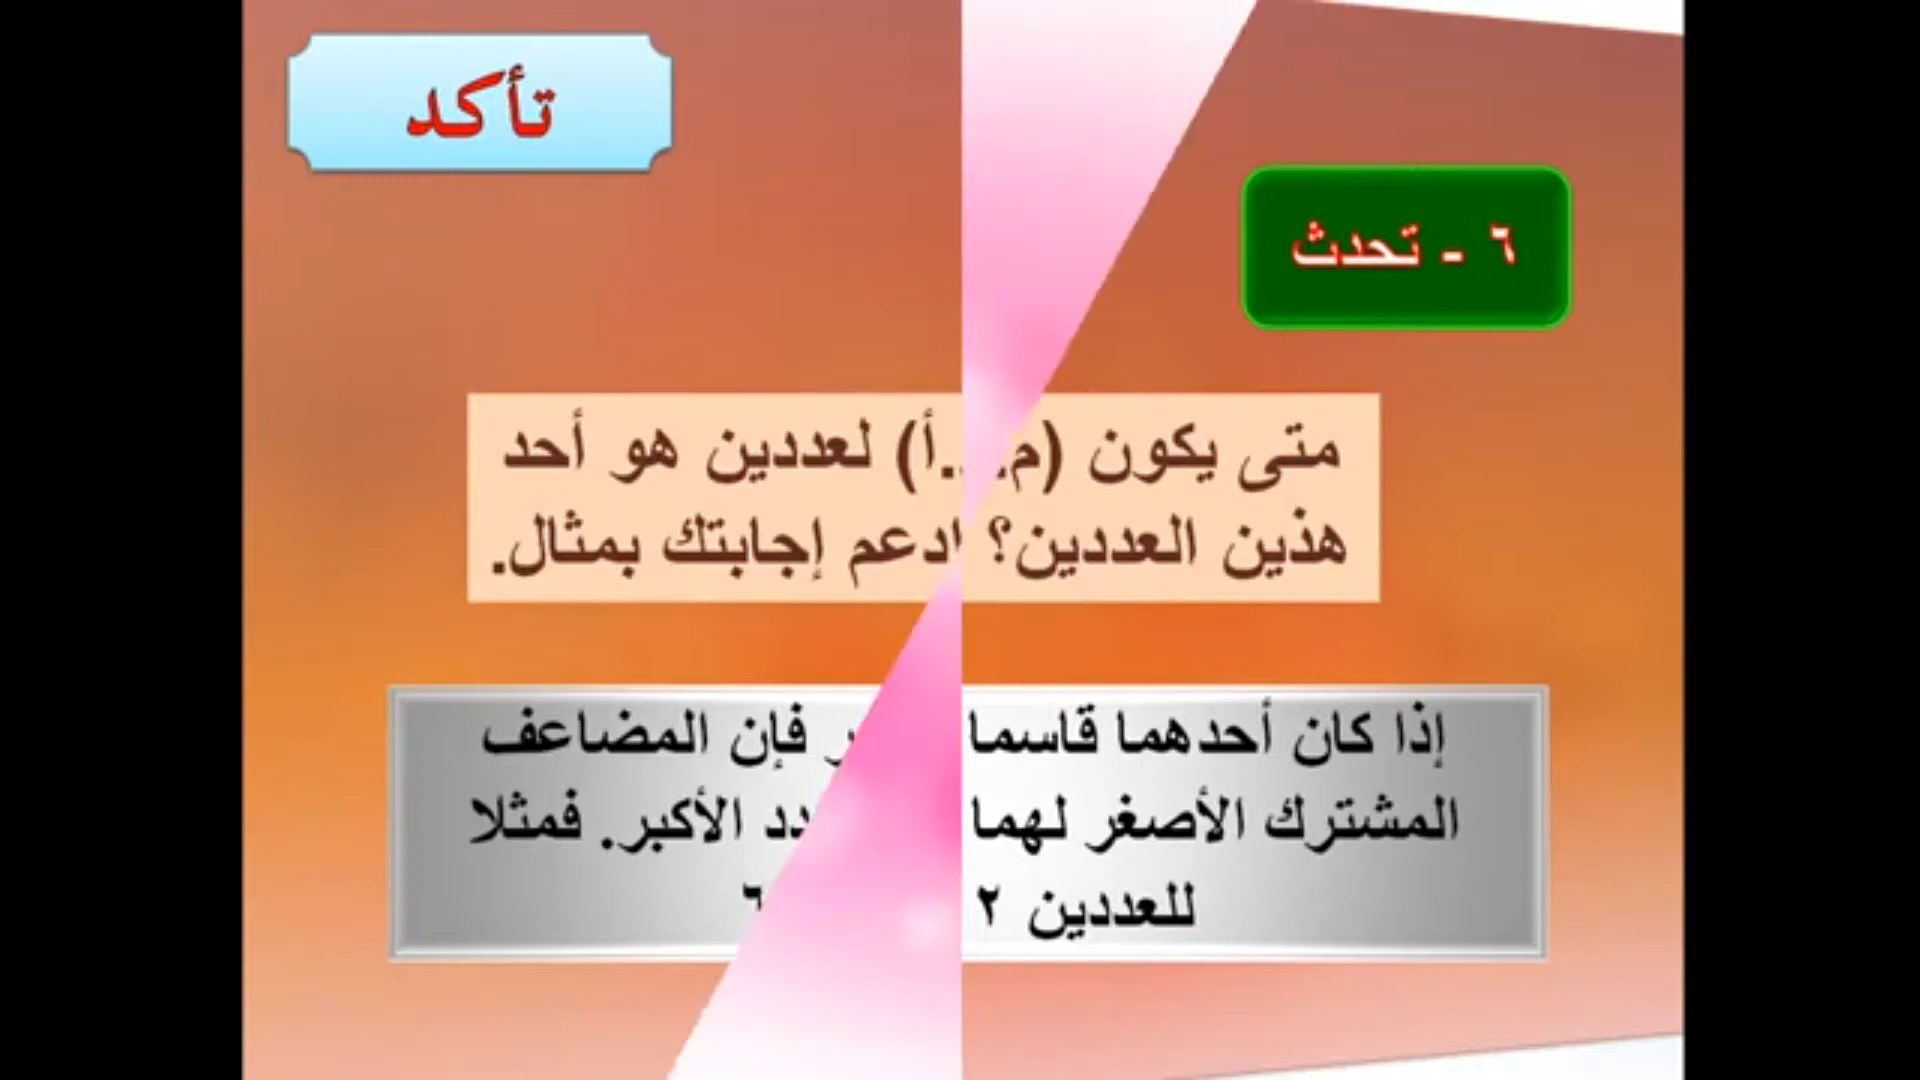 تأكد
٦ - تحدث
متى يكون (م. .أ) لعددين هو أحد
هذين العددين؟ ادعم إجابتك بمثال.
إذا كان أحدهما قاسما فإن المضاعف
المشترك الأصغر لهما الأكبر. فمثلا
للعددين ٢ ٦